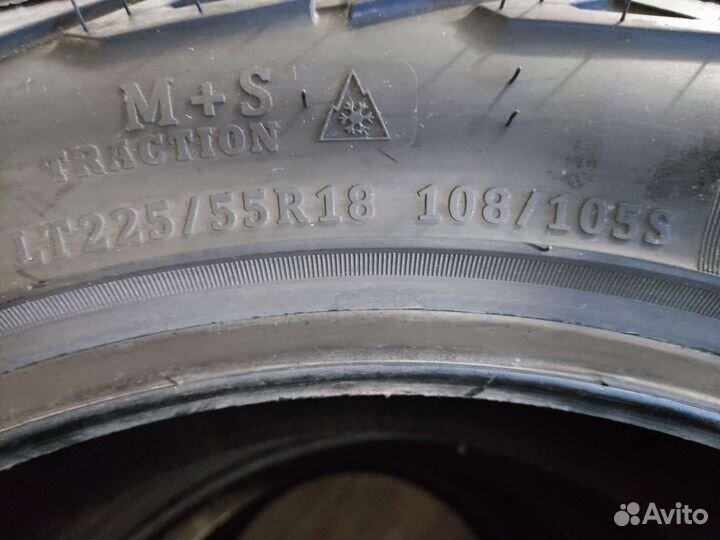 M+S
TRACTION
LT225/55R18 108/105S
Avito